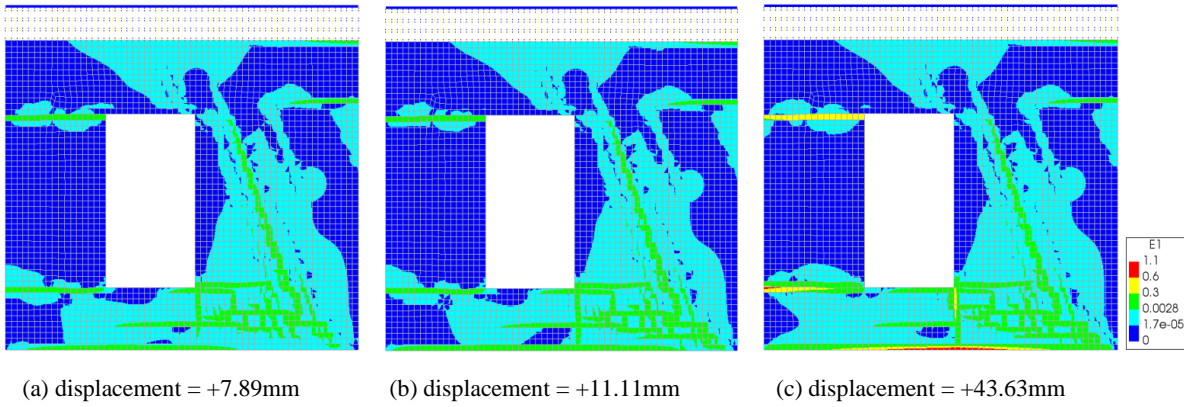 E1
1.1
0.6
0.3
0.0028
1.7e-05
0
(a) displacement = +7.89mm
(b) displacement = +11.11mm
(c) displacement = +43.63mm